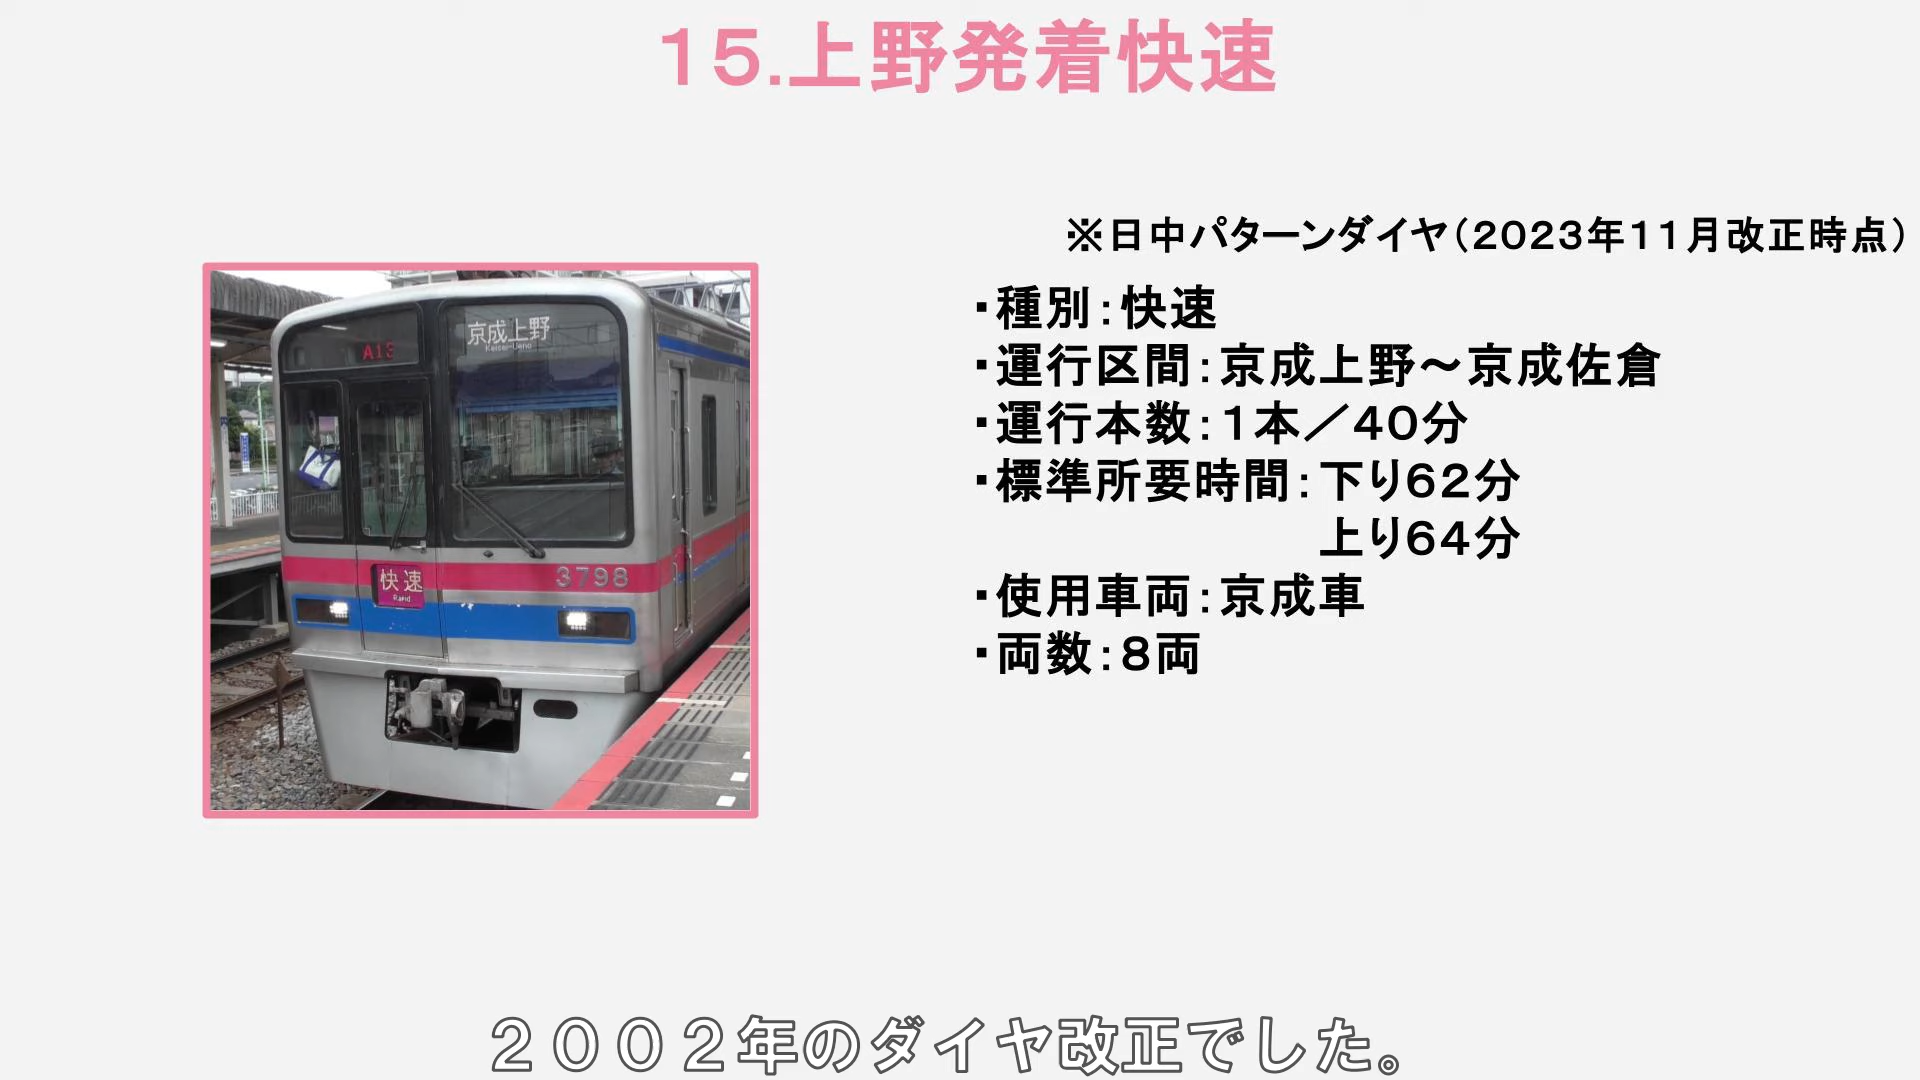 15.上野発着快速
※日中パターンダイヤ（2023年11月改正時点）
A13
京成上野
Keisei-Ueno
快速
Rapid
3798
・種別：快速
・運行区間：京成上野～京成佐倉
・運行本数：1本／40分
・標準所要時間：下り62分
上り64分
・使用車両：京成車
・両数：8両
２００２年のダイヤ改正でした。